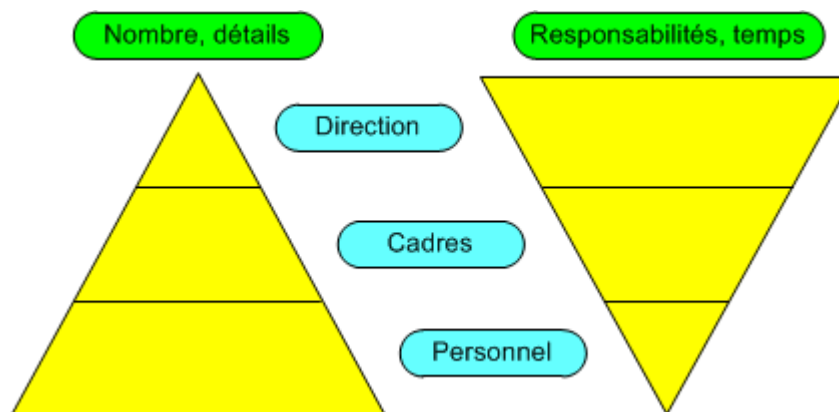 Nombre, détails
Responsabilités, temps
Direction
Cadres
Personnel